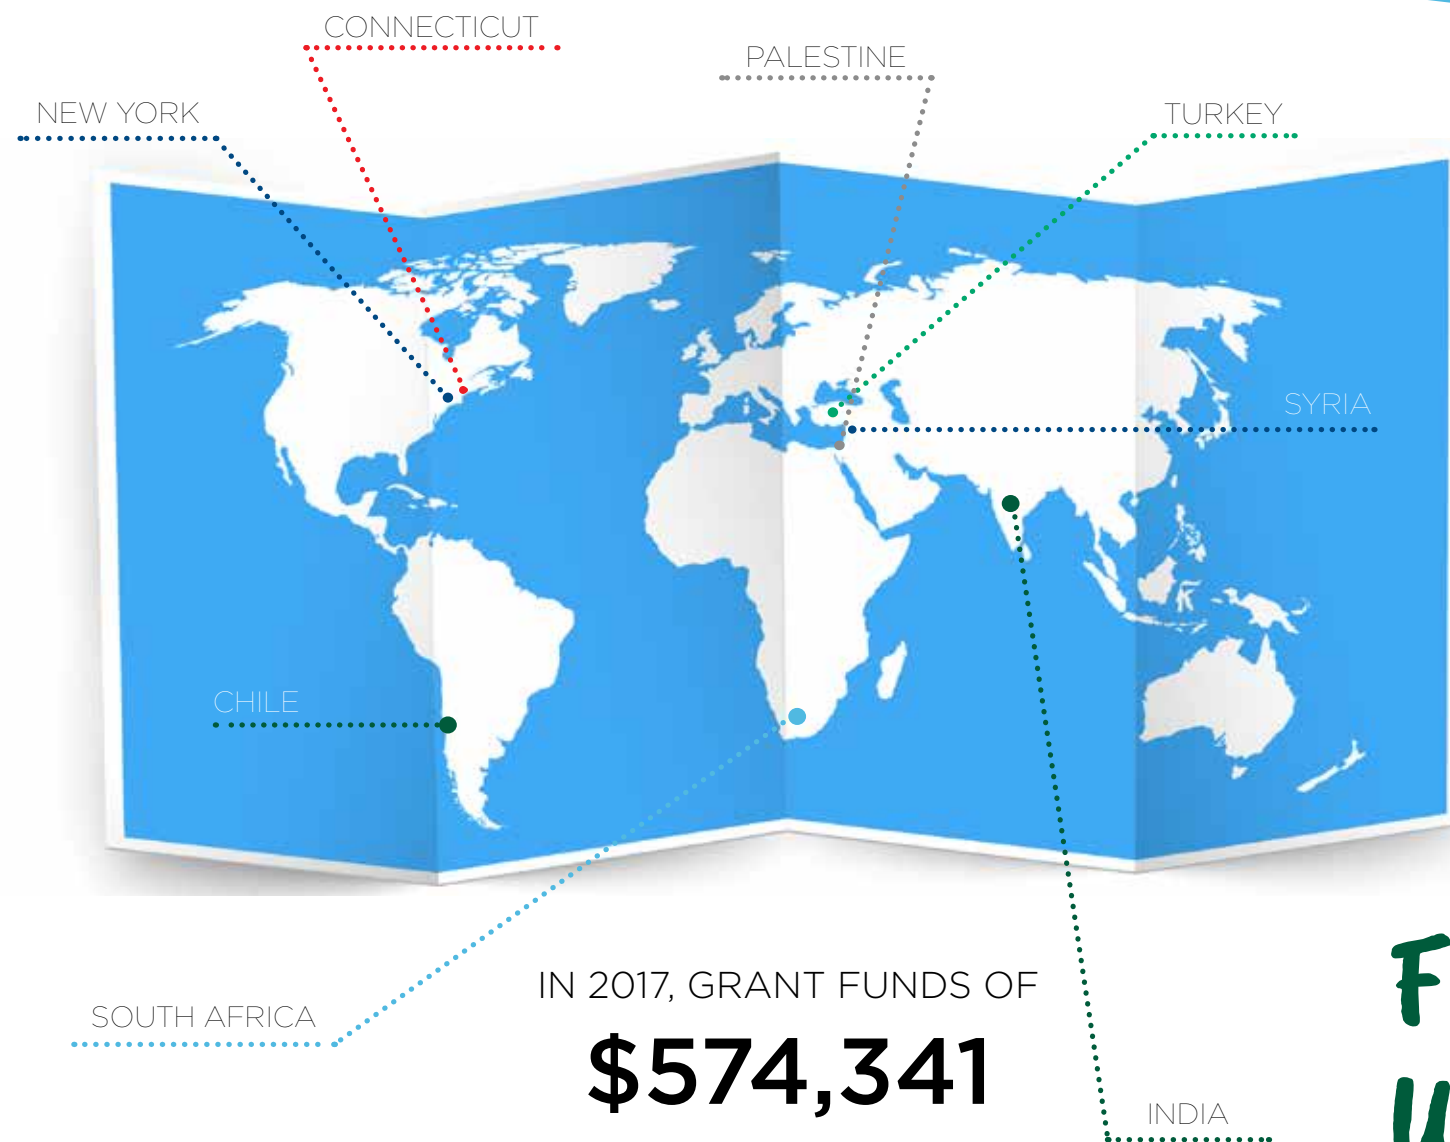 CONNECTICUT
PALESTINE
NEW YORK
TURKEY
SYRIA
CHILE
IN 2017, GRANT FUNDS OF
SOUTH AFRICA
$574,341
INDIA